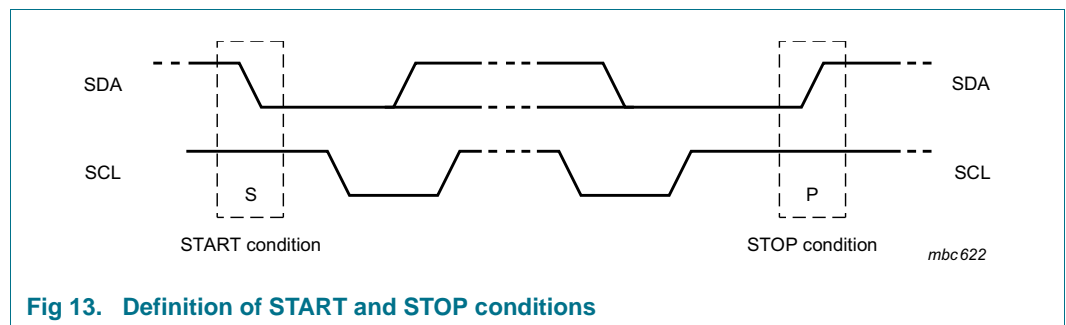 SDA
SDA
SCL
SCL
S
P
START condition
STOP condition
mbc622
Fig 13. Definition of START and STOP conditions